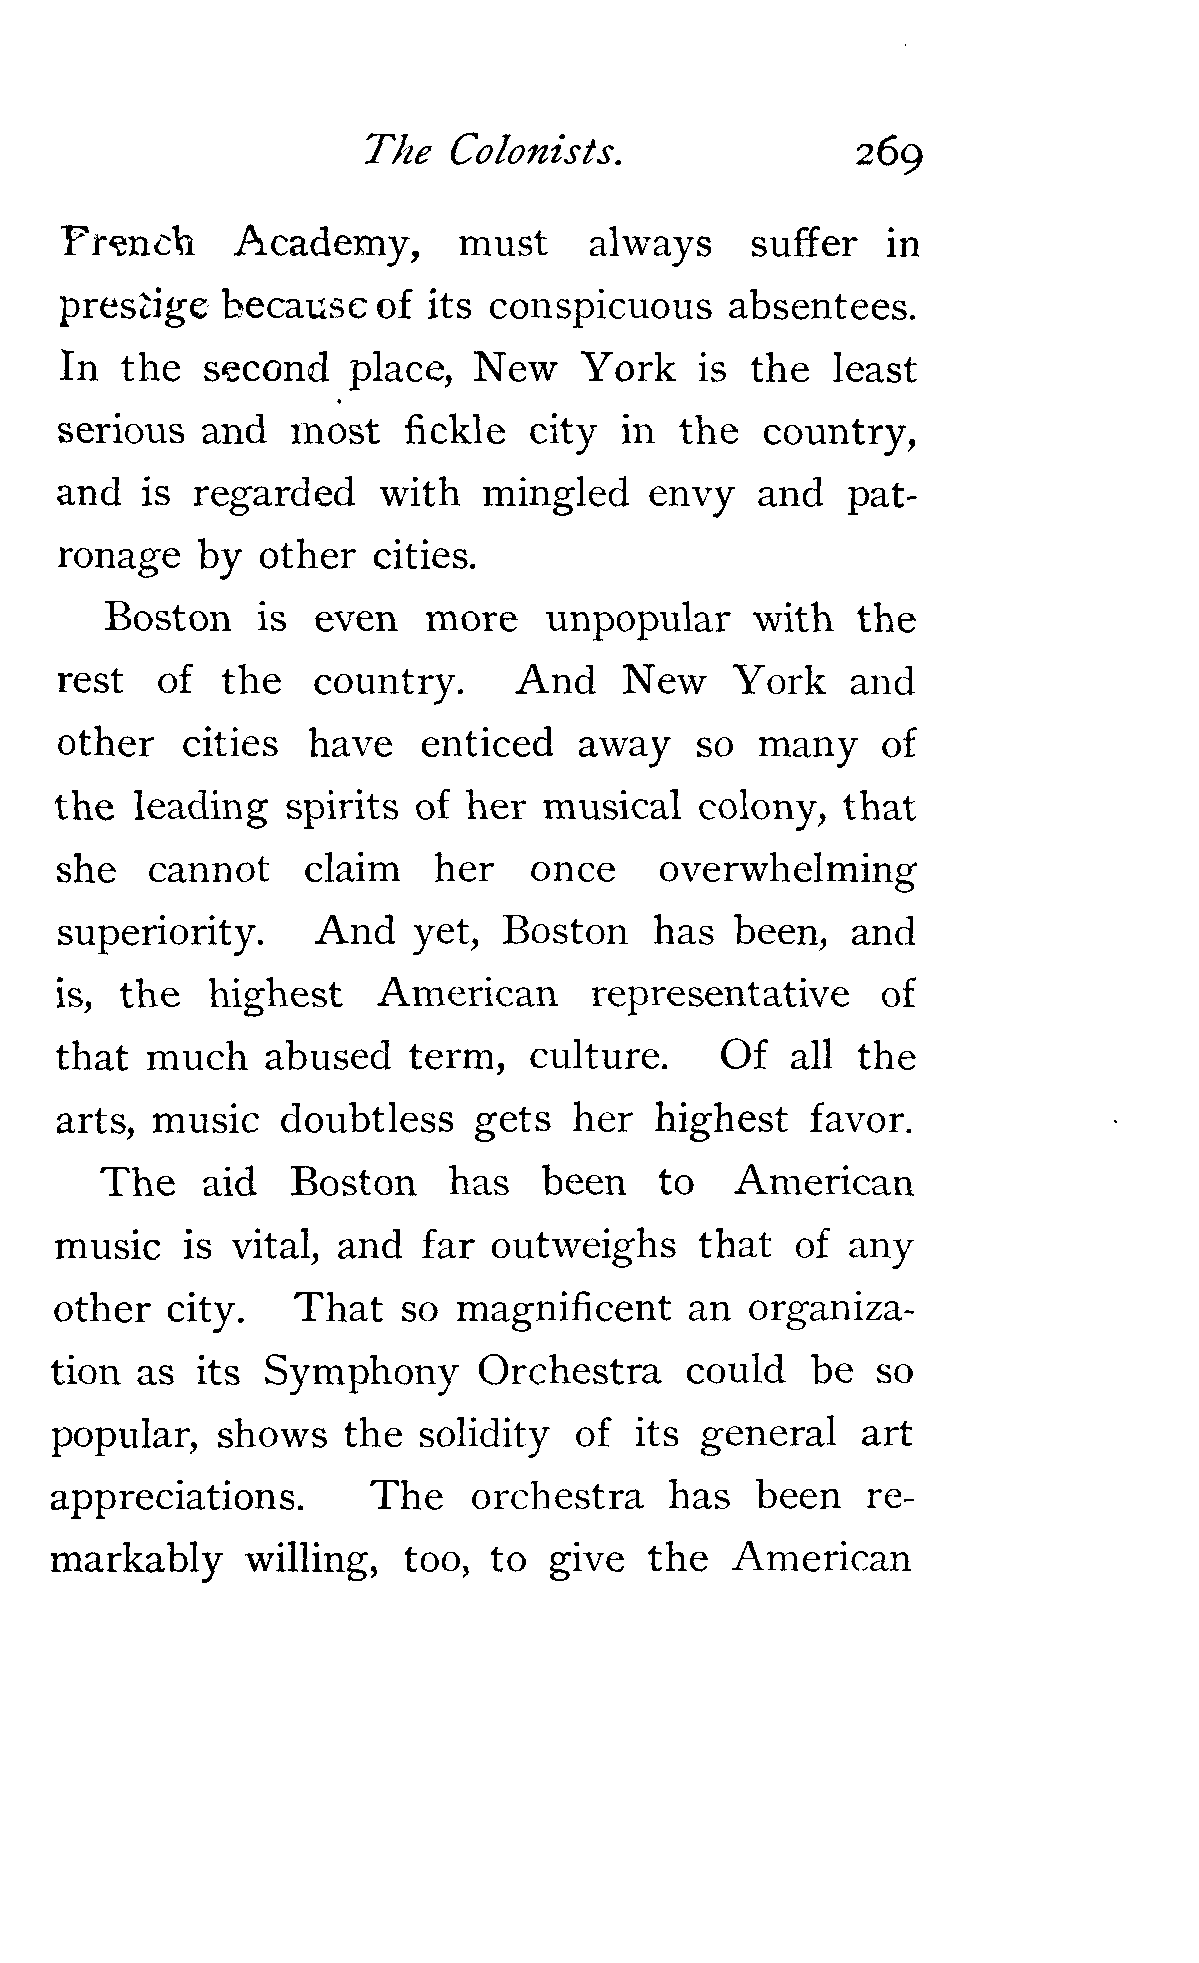 The Colonists. 269
French Academy, must always suffer in
prestige because of its conspicuous absentees.
In the second place, New York is the least
serious and most fickle city in the country,
and is regarded with mingled envy and pat-
ronage by other cities.
Boston is even more unpopular with the
rest of the country. And New York and
other cities have enticed away so many of
the leading spirits of her musical colony, that
she cannot claim her once overwhelming
superiority. And yet, Boston has been, and
is, the highest American representative of
that much abused term, culture. Of all the
arts, music doubtless gets her highest favor.
The aid Boston has been to American
music is vital, and far outweighs that of any
other city. That so magnificent an organiza-
tion as its Symphony Orchestra could be so
popular, shows the solidity of its general art
appreciations. The orchestra has been re-
markably willing, too, to give the American